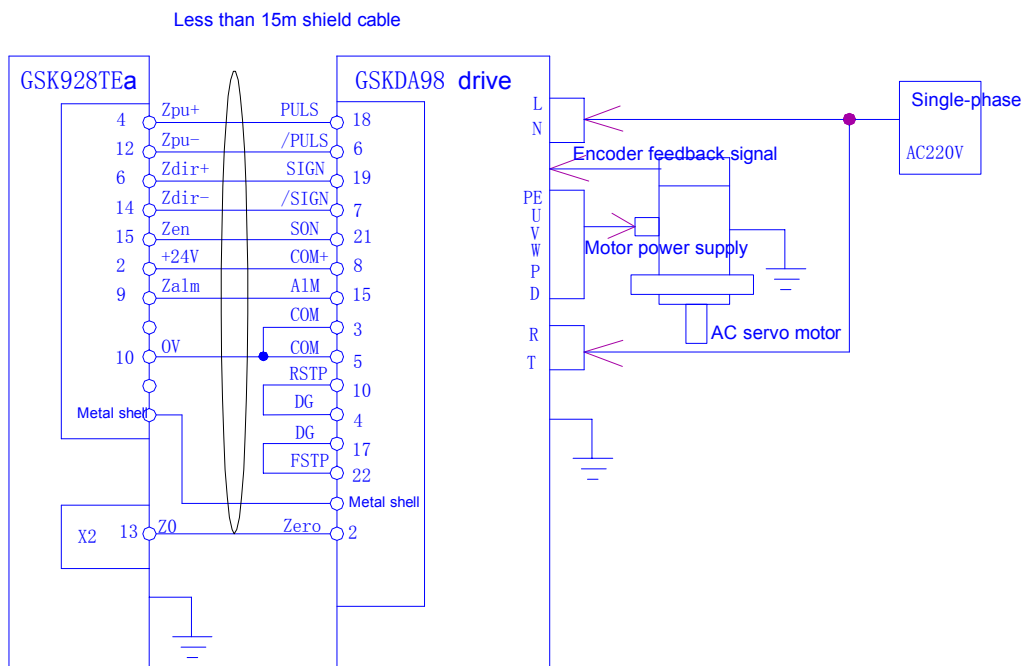 Less than 15m shield cable
GSK928TEa
GSKDA98 drive
4 Zpu+ PULS 18
12 Zpu- /PULS 6
6 Zdir+ SIGN 19
14 Zdir- /SIGN 7
15 Zen SON 21
2 +24V COM+ 8
9 Zalm AlM 15
COM 3
10 0V COM 5
RSTP 10
DG 4
DG 17
FSTP 22
Metal shell
Metal shell
X2 13 Z0 Zero 2
L
N
Single-phase
AC220V
Encoder feedback signal
PE
U
V
W
P
D
Motor power supply
R
T
AC servo motor